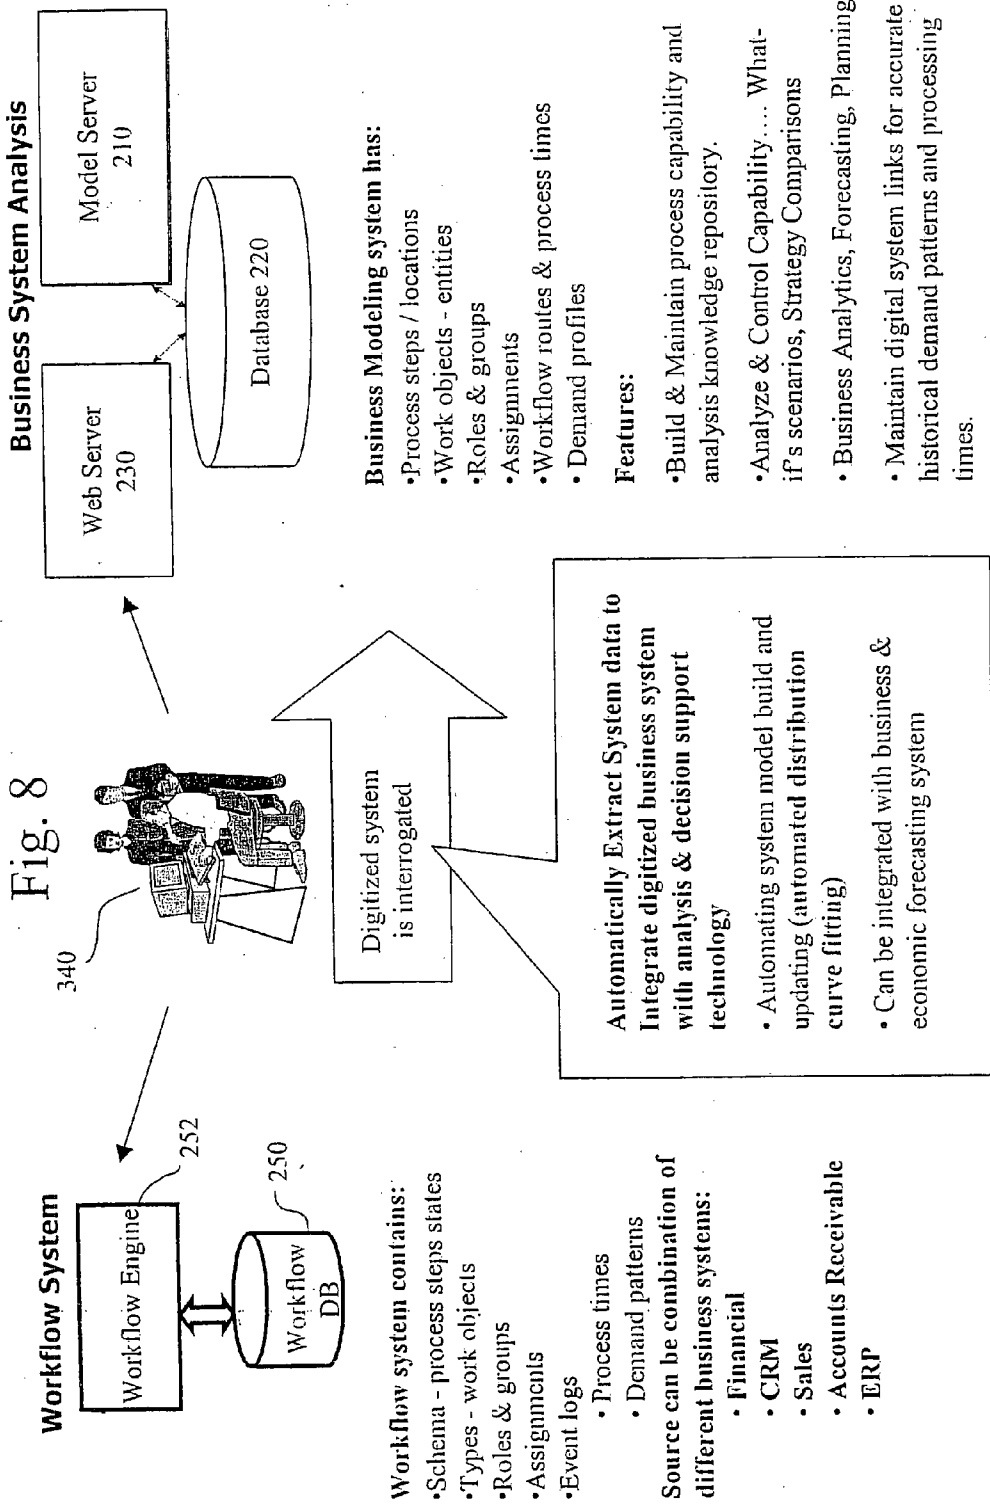 Fig. 8
Workflow System
Workflow Engine
252
Workflow
DB
250
Workflow system contains:
•Schema - process steps states
•Types - work objects
•Roles & groups
•Assignments
•Event logs
• Process times
• Demand patterns
Source can be combination of
different business systems:
• Financial
• CRM
• Sales
• Accounts Receivable
• ERP
340
Digitized system
is interrogated
Automatically Extract System data to
Integrate digitized business system
with analysis & decision support
technology
• Automating system model build and
updating (automated distribution
curve fitting)
• Can be integrated with business &
economic forecasting system
Business System Analysis
Web Server
230
Model Server
210
Database 220
Business Modeling system has:
•Process steps / locations
•Work objects - entities
•Roles & groups
•Assignments
•Workflow routes & process times
• Demand profiles
Features:
•Build & Maintain process capability and
analysis knowledge repository.
•Analyze & Control Capability.... What-
if's scenarios, Strategy Comparisons
• Business Analytics, Forecasting, Planning
• Maintain digital system links for accurate
historical demand patterns and processing
times.